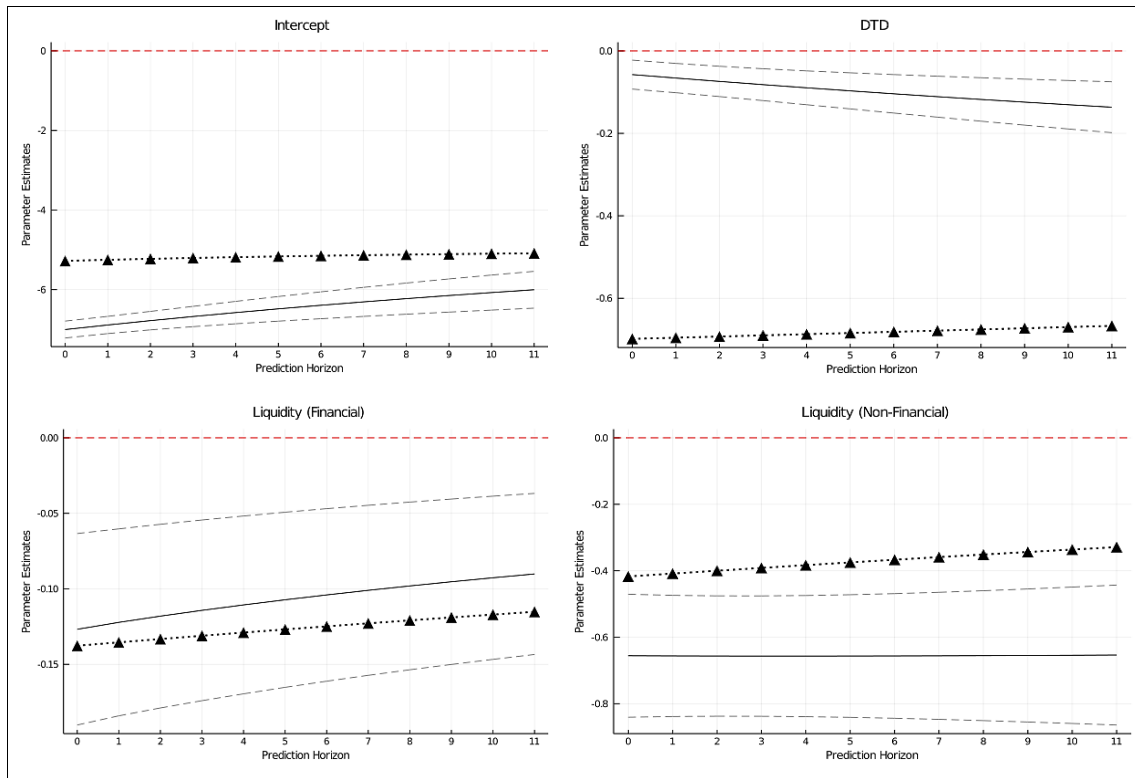 Intercept
0
-2
-4
-6
Parameter Estimates
0 1 2 3 4 5 6 7 8 9 10 11
Prediction Horizon
DTD
0.0
-0.2
-0.4
-0.6
Parameter Estimates
0 1 2 3 4 5 6 7 8 9 10 11
Prediction Horizon
Liquidity (Financial)
0.00
-0.05
-0.10
-0.15
Parameter Estimates
0 1 2 3 4 5 6 7 8 9 10 11
Prediction Horizon
Liquidity (Non-Financial)
0.0
-0.2
-0.4
-0.6
-0.8
Parameter Estimates
0 1 2 3 4 5 6 7 8 9 10 11
Prediction Horizon